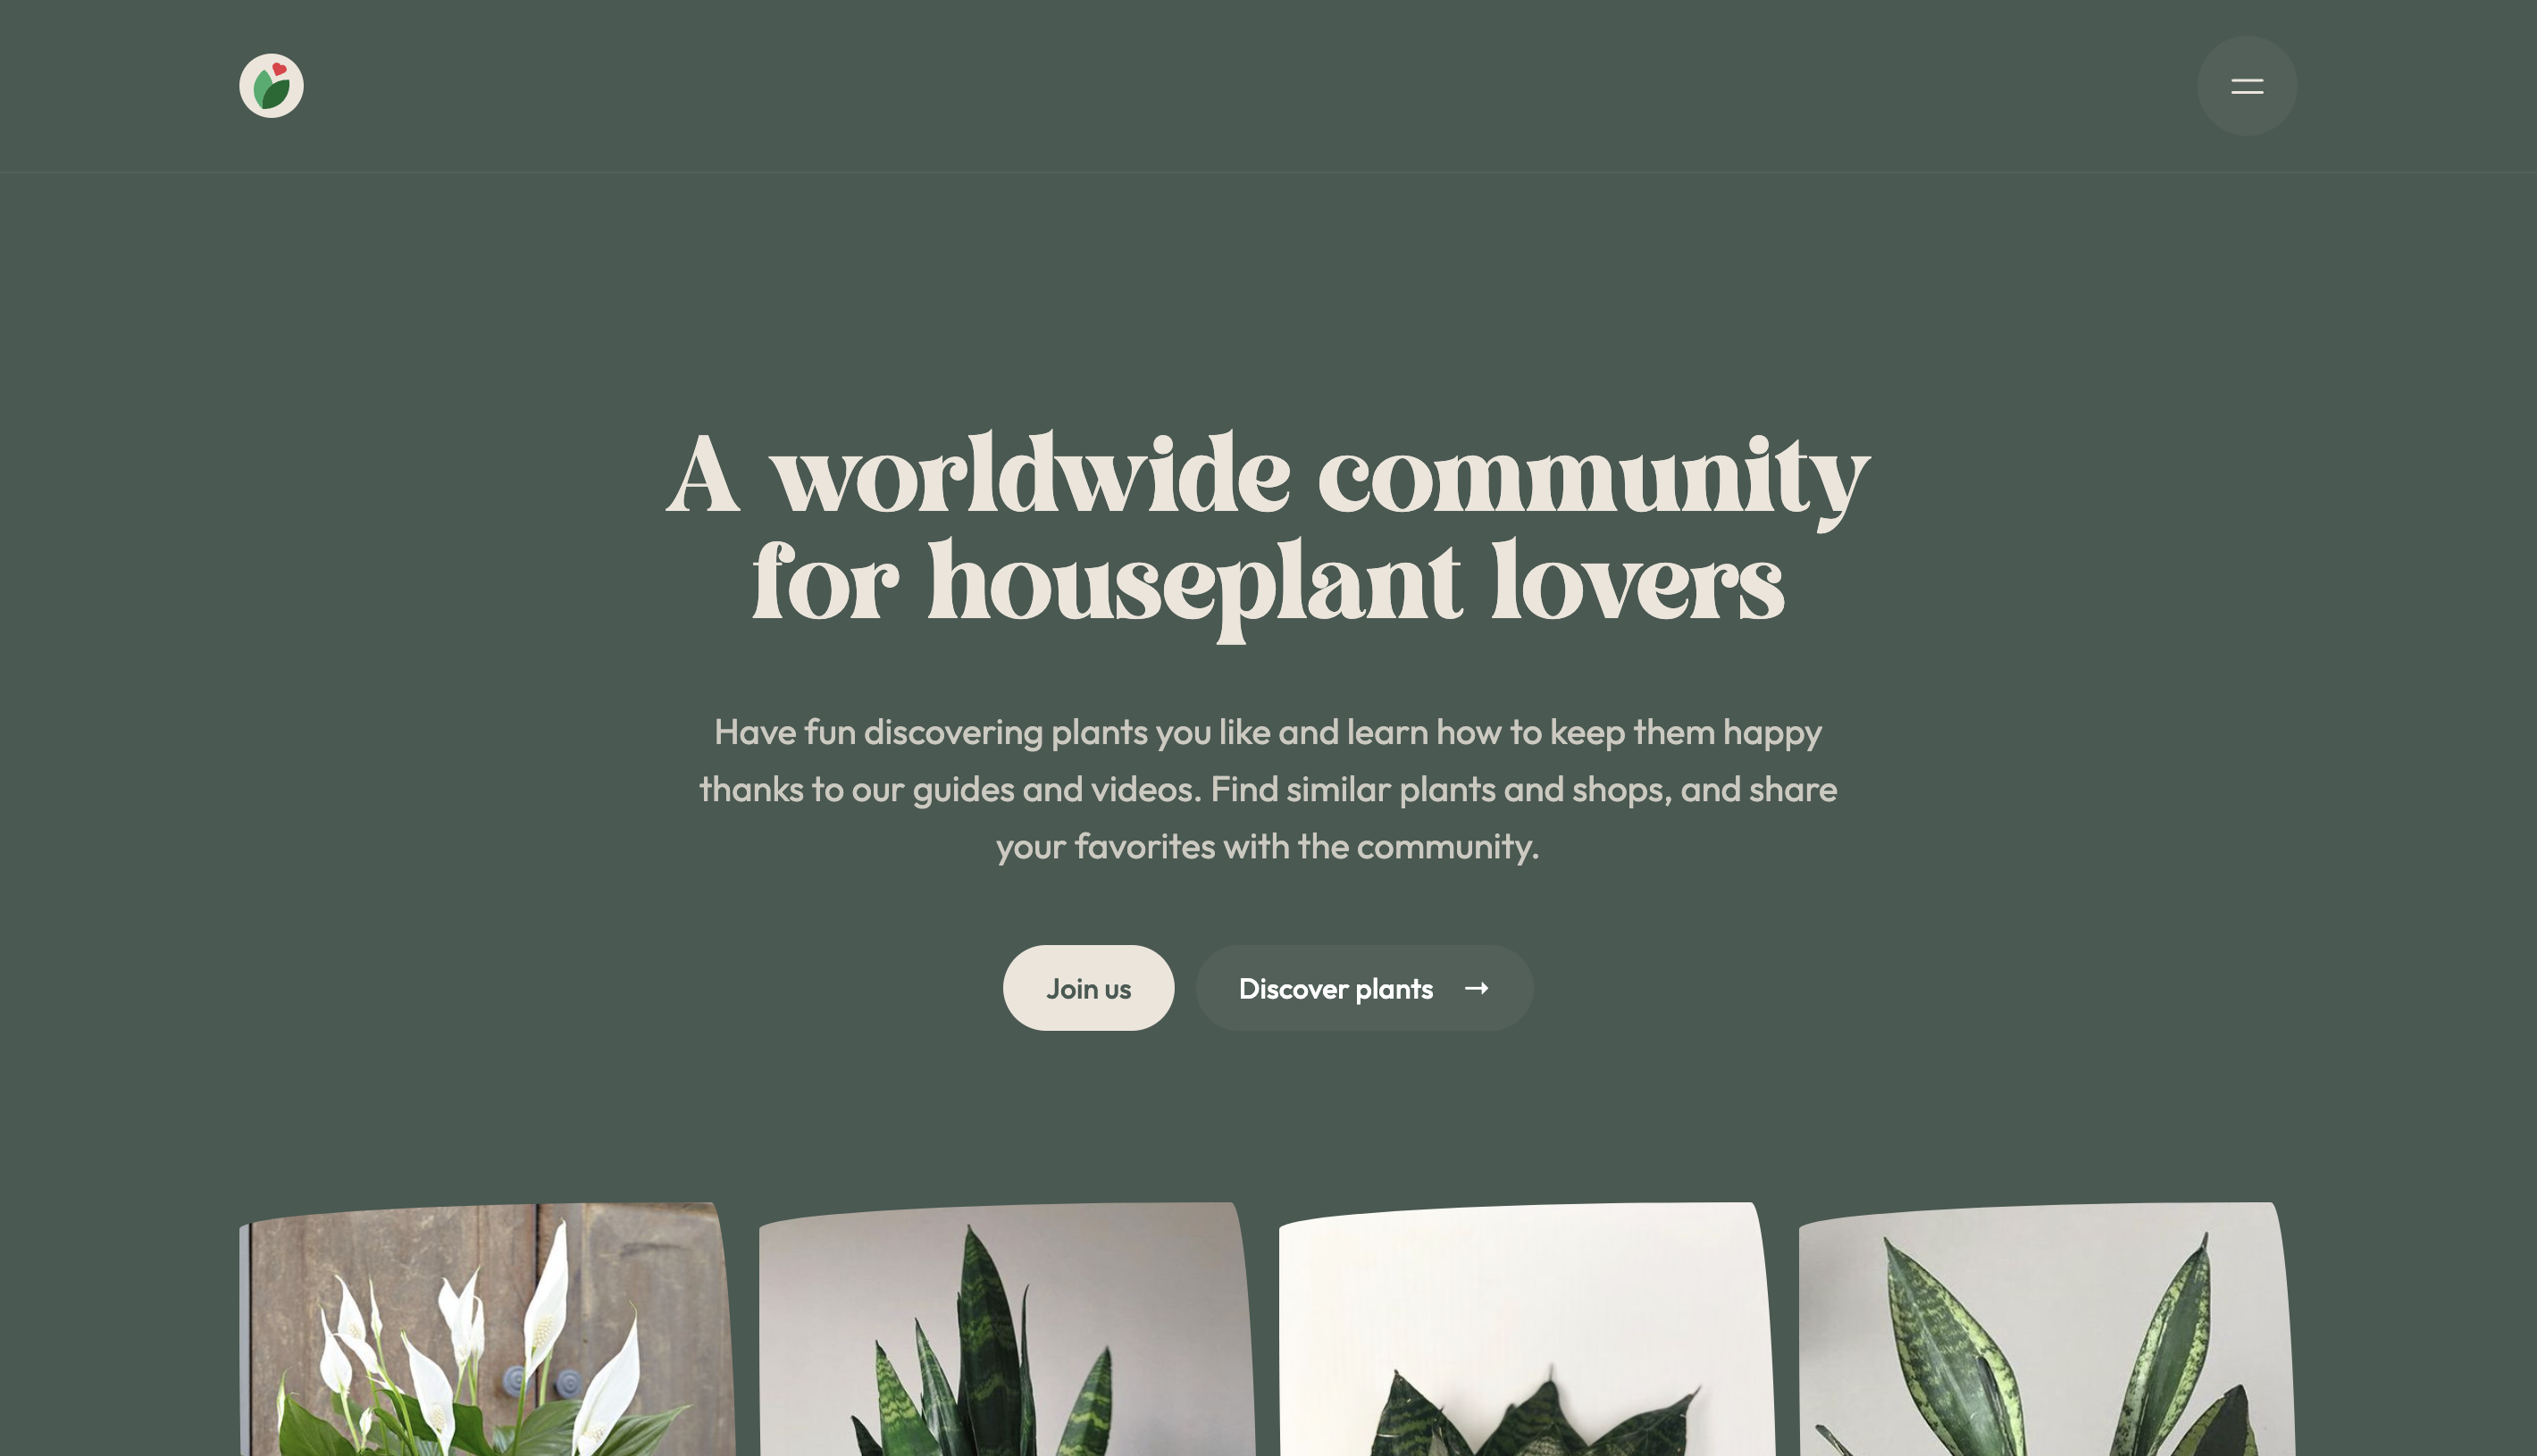 A worldwide community
for houseplant lovers
Have fun discovering plants you like and learn how to keep them happy
thanks to our guides and videos. Find similar plants and shops, and share
your favorites with the community.
Join us
Discover plants →